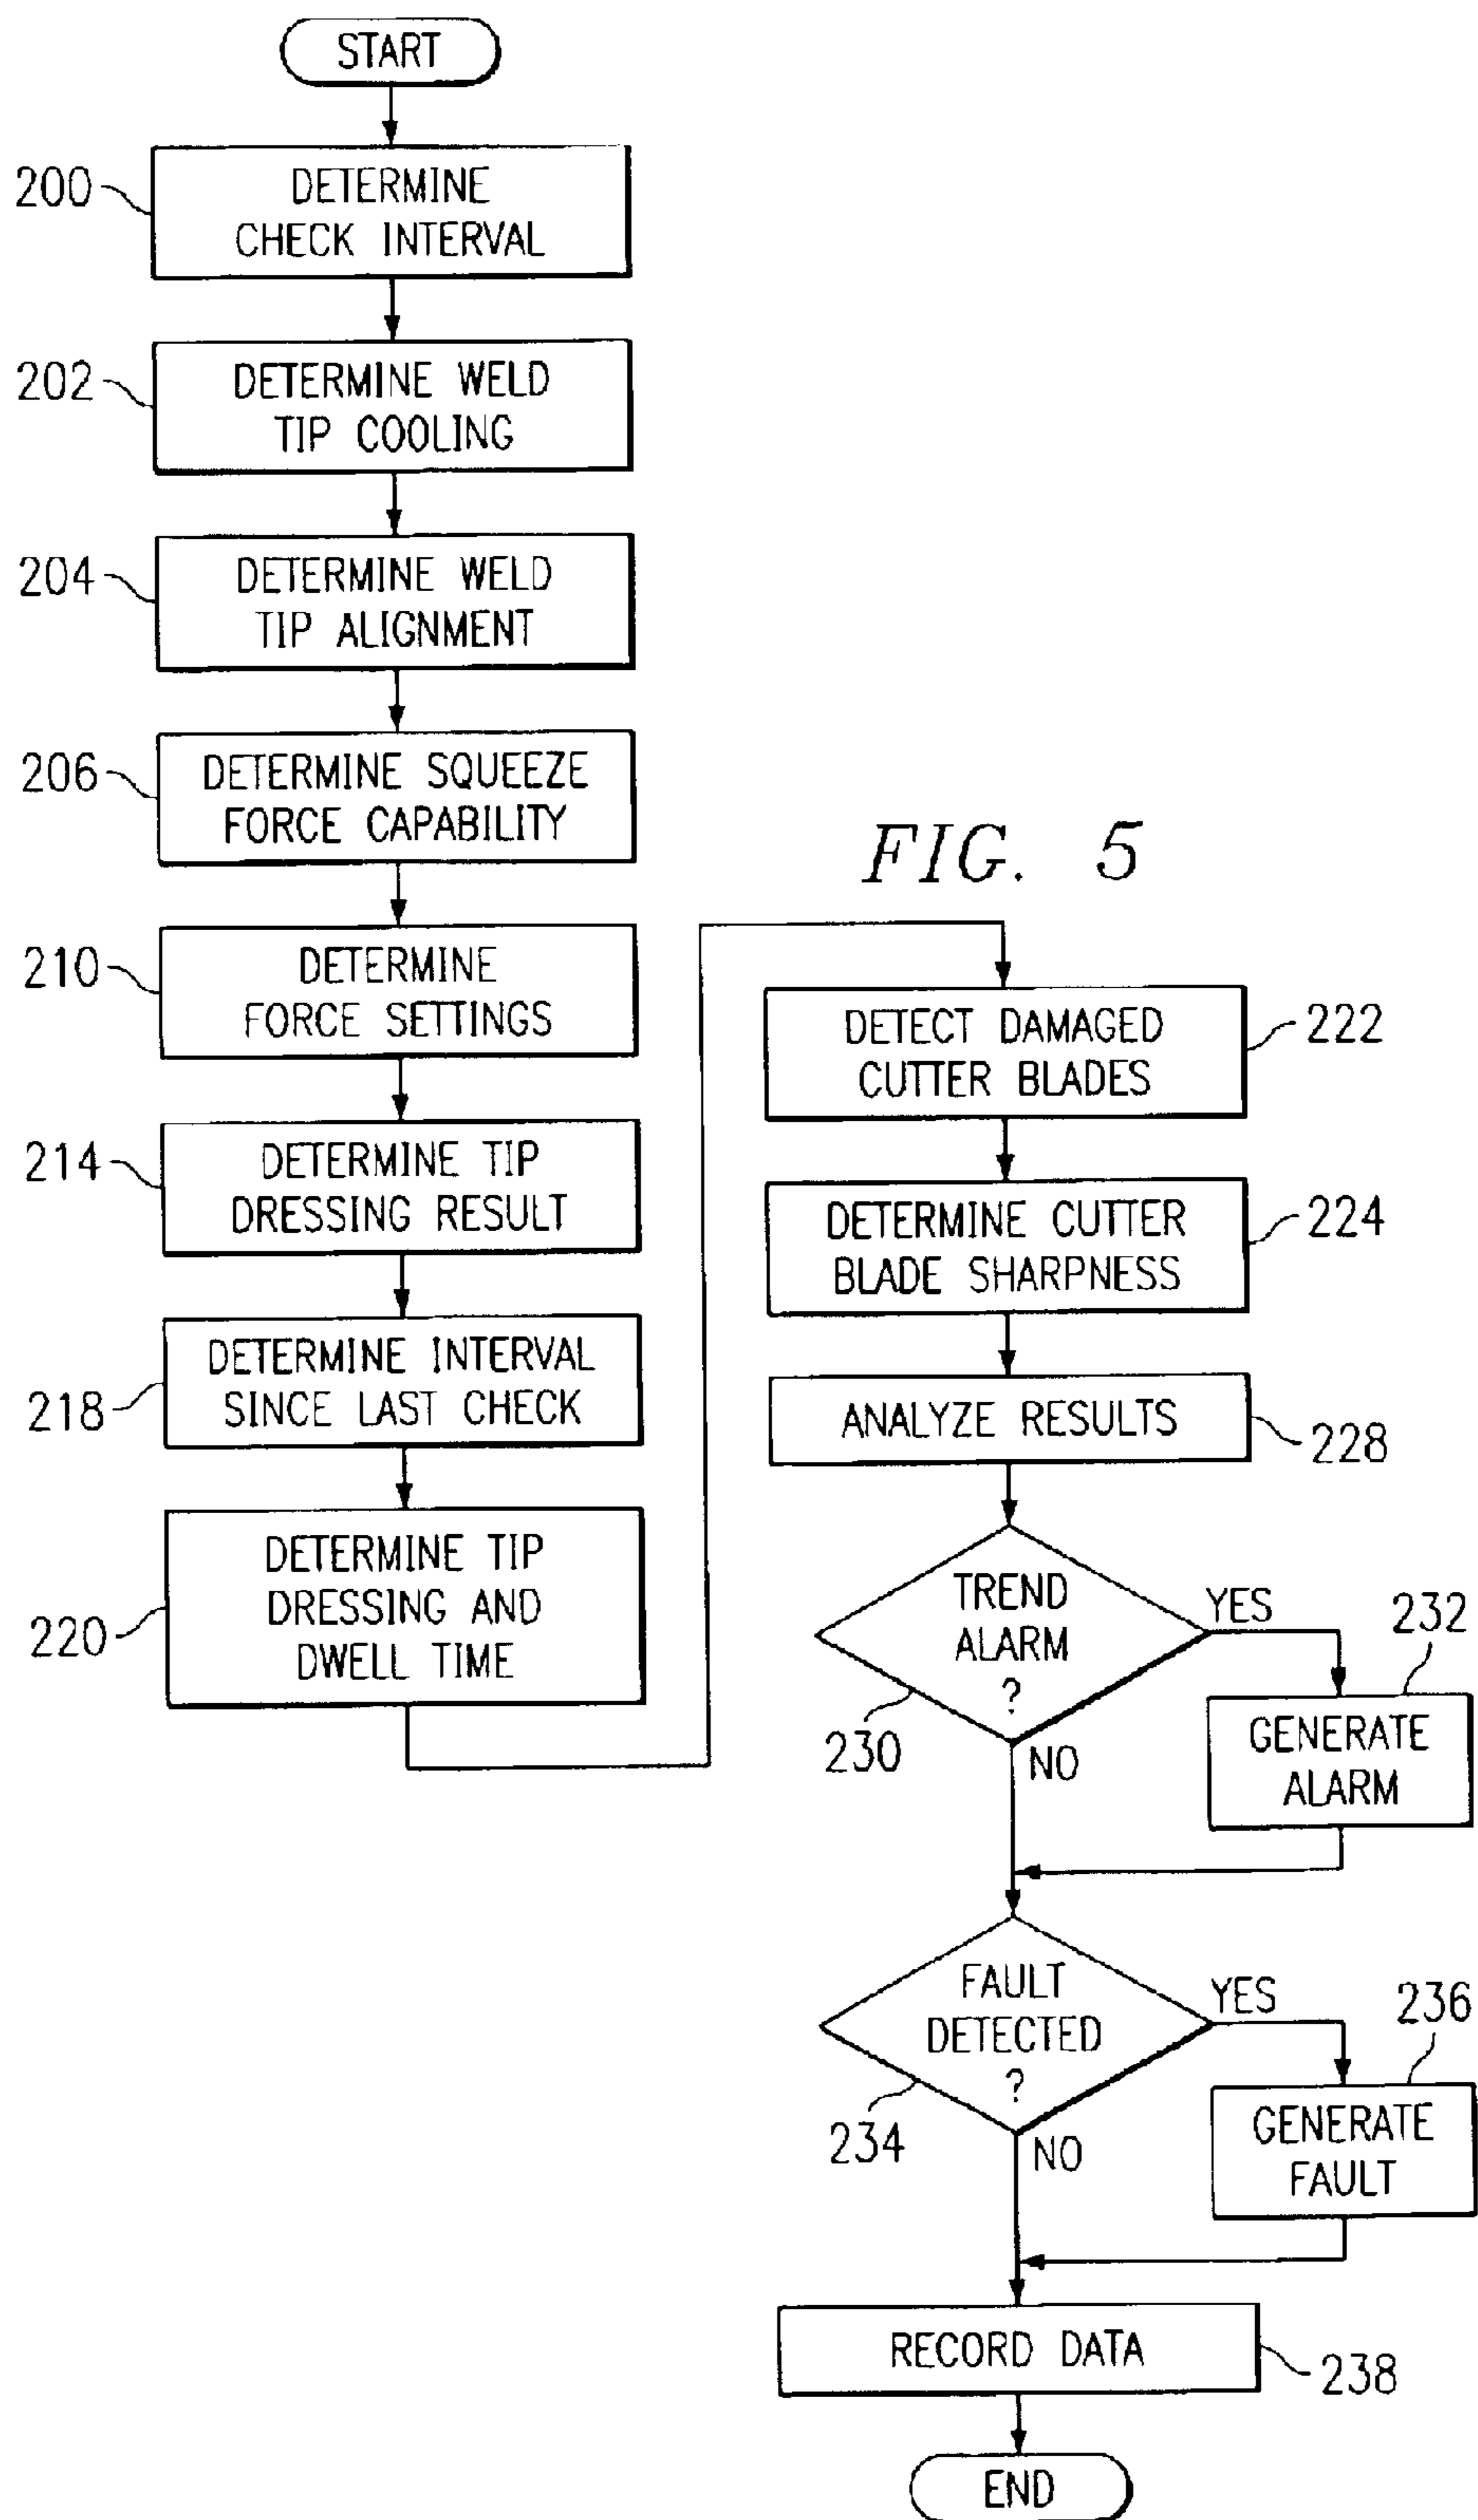 START
200
DETERMINE
CHECK INTERVAL
202
DETERMINE WELD
TIP COOLING
204
DETERMINE WELD
TIP ALIGNMENT
206
DETERMINE SQUEEZE
FORCE CAPABILITY
210
DETERMINE
FORCE SETTINGS
214
DETERMINE TIP
DRESSING RESULT
218
DETERMINE INTERVAL
SINCE LAST CHECK
220
DETERMINE TIP
DRESSING AND
DWELL TIME
FIG. 5
DETECT DAMAGED
CUTTER BLADES
222
DETERMINE CUTTER
BLADE SHARPNESS
224
ANALYZE RESULTS
228
TREND
ALARM
?
230
YES
NO
232
GENERATE
ALARM
FAULT
DETECTED
?
234
YES
NO
236
GENERATE
FAULT
RECORD DATA
238
END